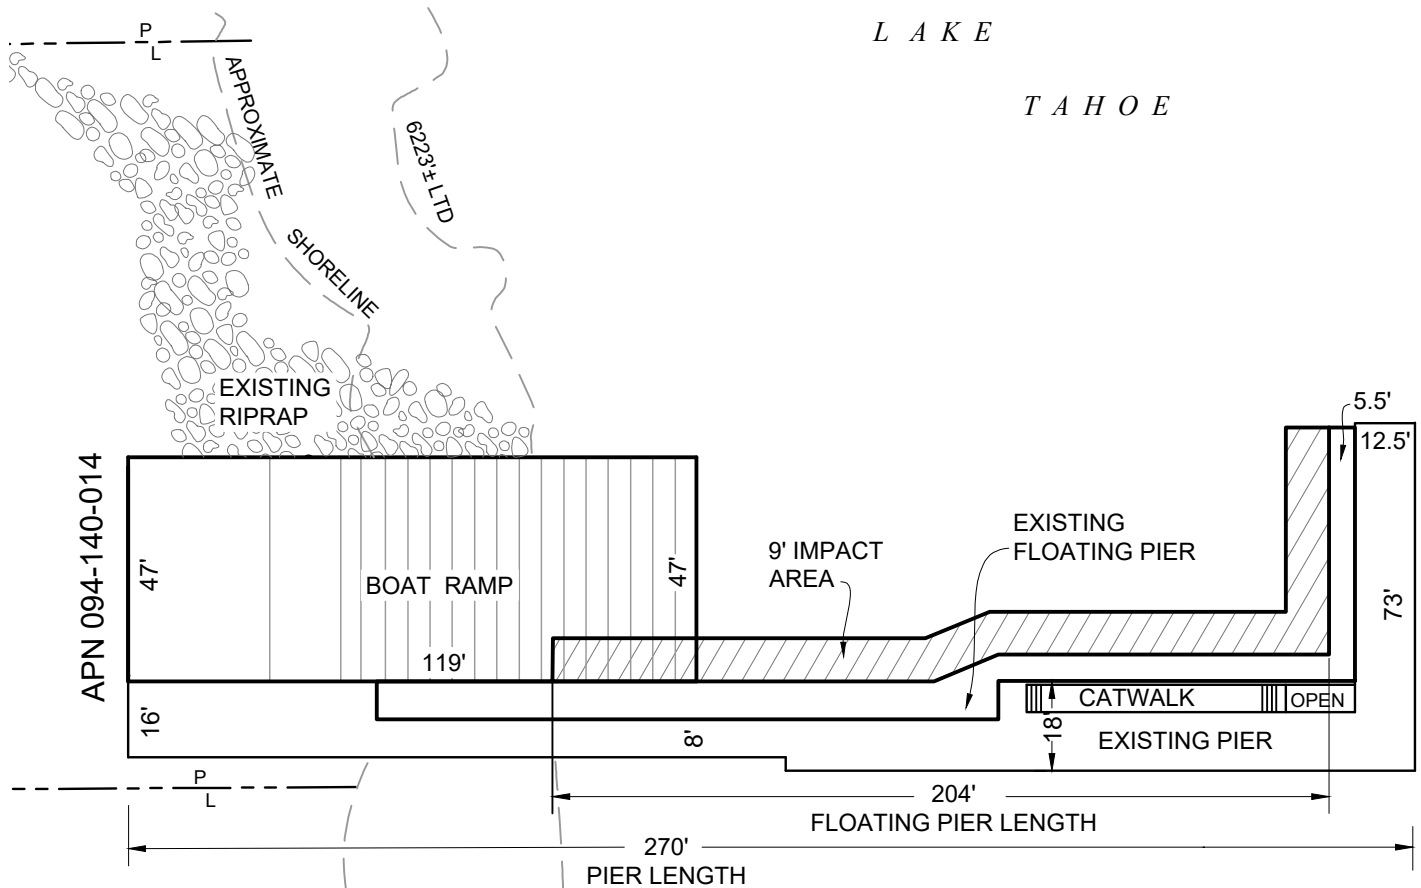 LAKE
TAHOE
P
L
APPROXIMATE
SHORELINE
6223'± LTD
EXISTING
RIPRAP
5.5'
12.5'
APN 094-140-014
47'
BOAT RAMP
47'
119'
9' IMPACT
AREA
EXISTING
FLOATING PIER
73'
16'
8'
18'
CATWALK
OPEN
EXISTING PIER
P
L
204'
FLOATING PIER LENGTH
270'
PIER LENGTH